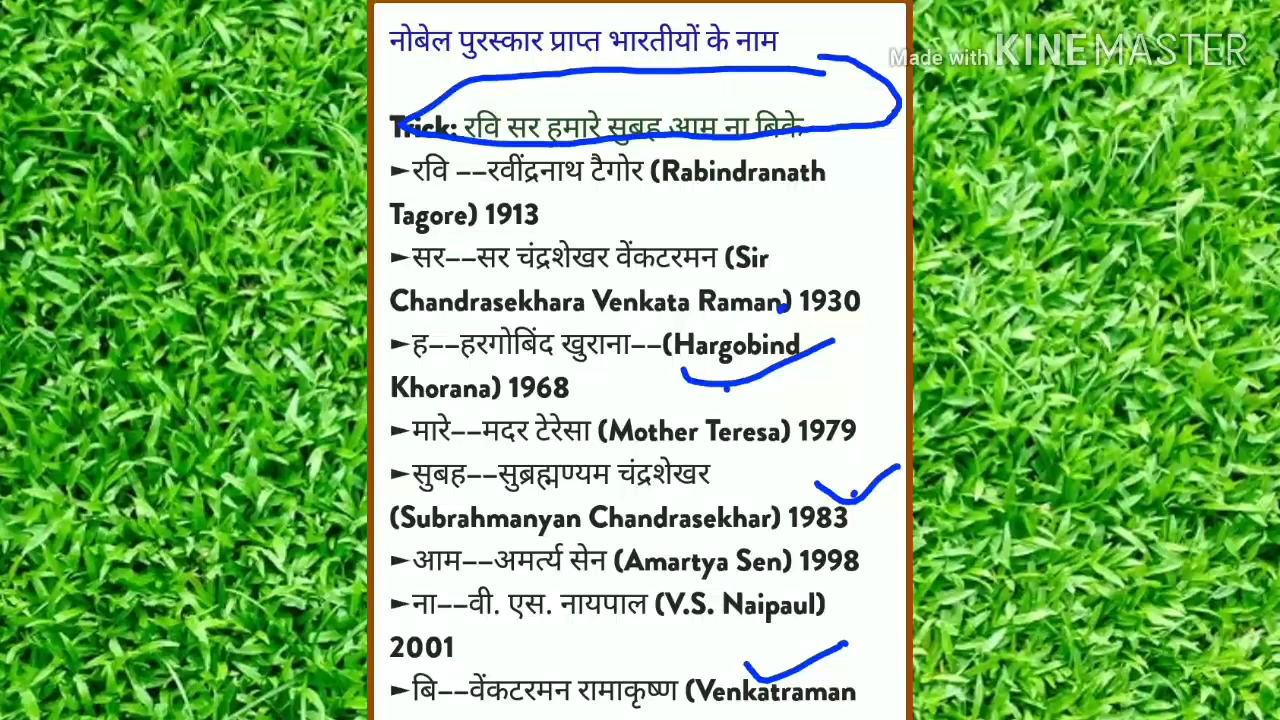 नोबेल पुरस्कार प्राप्त भारतीयों के नाम
Made with KINEMASTER
Trick: रवि सर हमारे सुबह आम ना बिके
►रवि --रवींद्रनाथ टैगोर (Rabindranath
Tagore) 1913
►सर--सर चंद्रशेखर वेंकटरमन (Sir
Chandrasekhara Venkata Raman) 1930
►ह--हरगोबिंद खुराना--(Hargobind
Khorana) 1968
►मारे--मदर टेरेसा (Mother Teresa) 1979
►सुबह--सुब्रह्मण्यम चंद्रशेखर
(Subrahmanyan Chandrasekhar) 1983
►आम--अमर्त्य सेन (Amartya Sen) 1998
►ना--वी. एस. नायपाल (V.S. Naipaul)
2001
►बि--वेंकटरमन रामाकृष्ण (Venkatraman